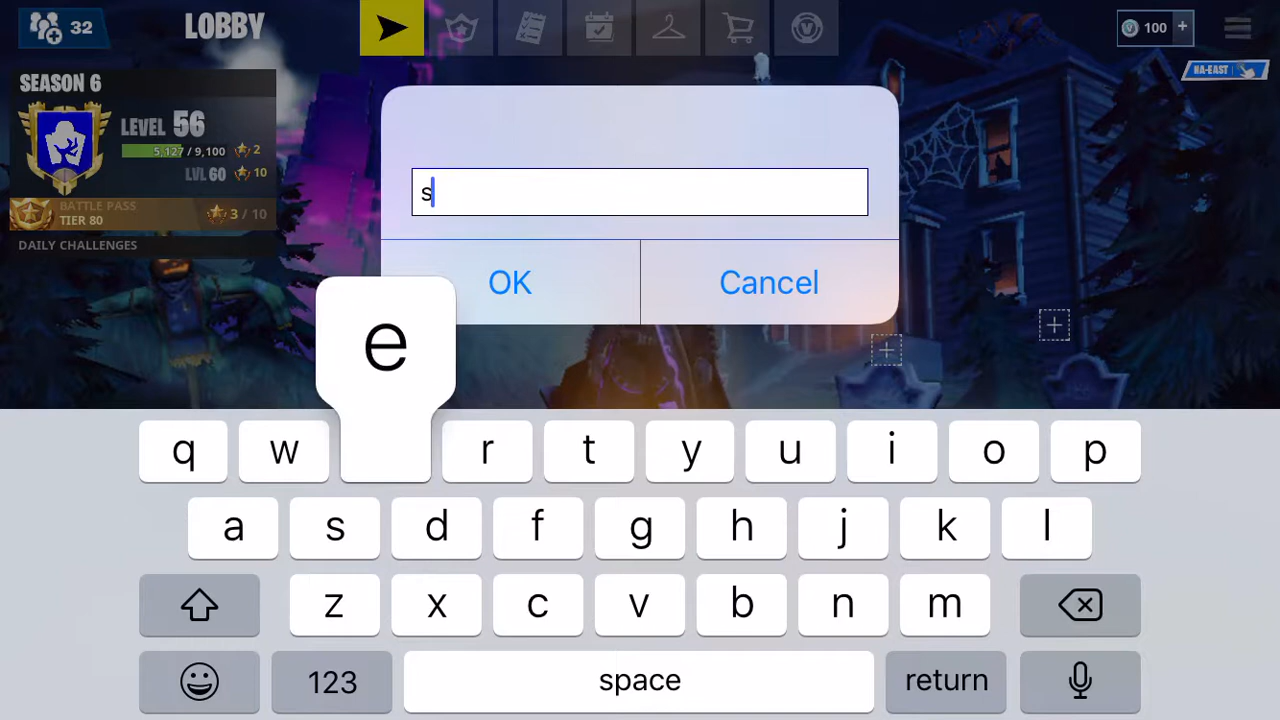 32 LOBBY 100 +
NA-EAST
SEASON 6
LEVEL 56
5,127 / 9,100 2
LVL 60 10
BATTLE PASS
TIER 80 3 / 10
DAILY CHALLENGES
s
OK Cancel
e
q w r t y u i o p
a s d f g h j k l
z x c v b n m
123 space return